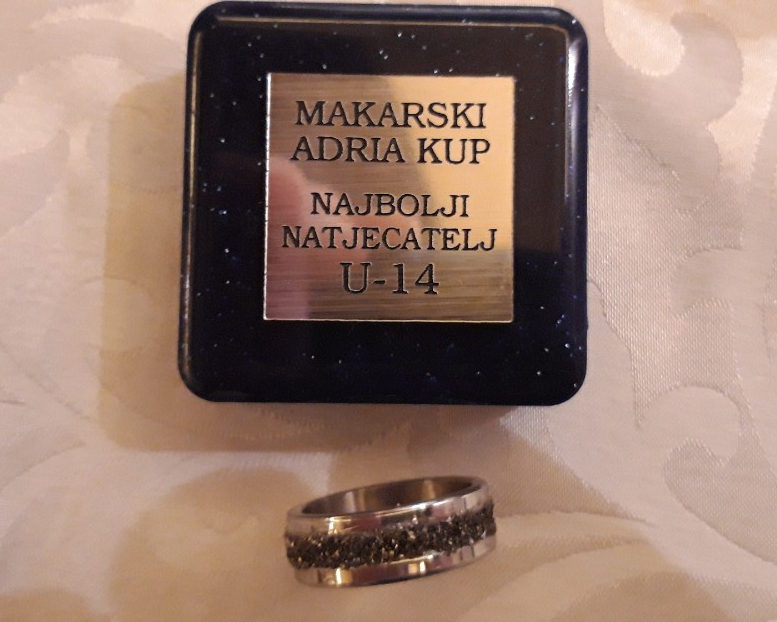 MAKARSKI
ADRIA KUP
NAJBOLJI
NATJECATELJ
U-14